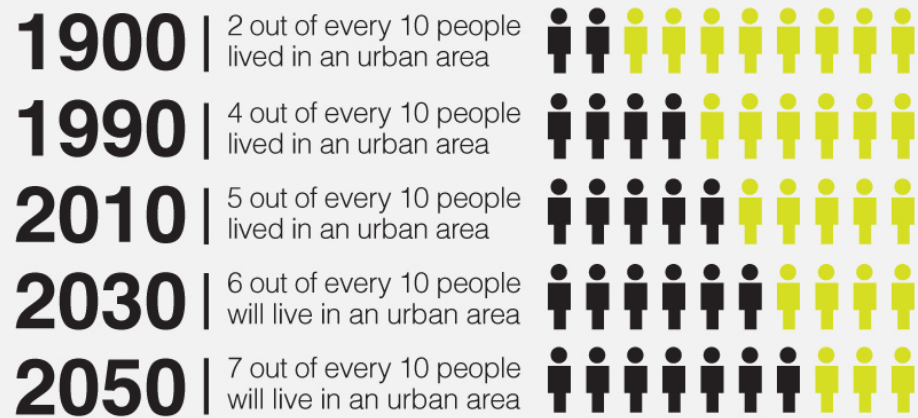 1900
2 out of every 10 people
lived in an urban area
1990
4 out of every 10 people
lived in an urban area
2010
5 out of every 10 people
lived in an urban area
2030
6 out of every 10 people
will live in an urban area
2050
7 out of every 10 people
will live in an urban area